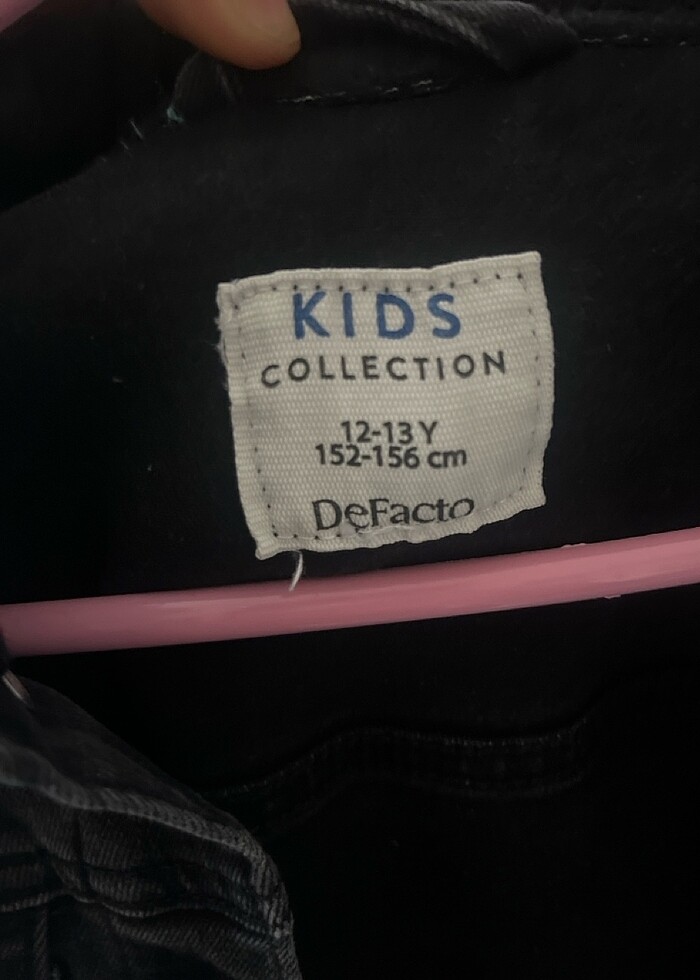 KIDS
COLLECTION
12-13 Y
152-156 cm
DeFacto